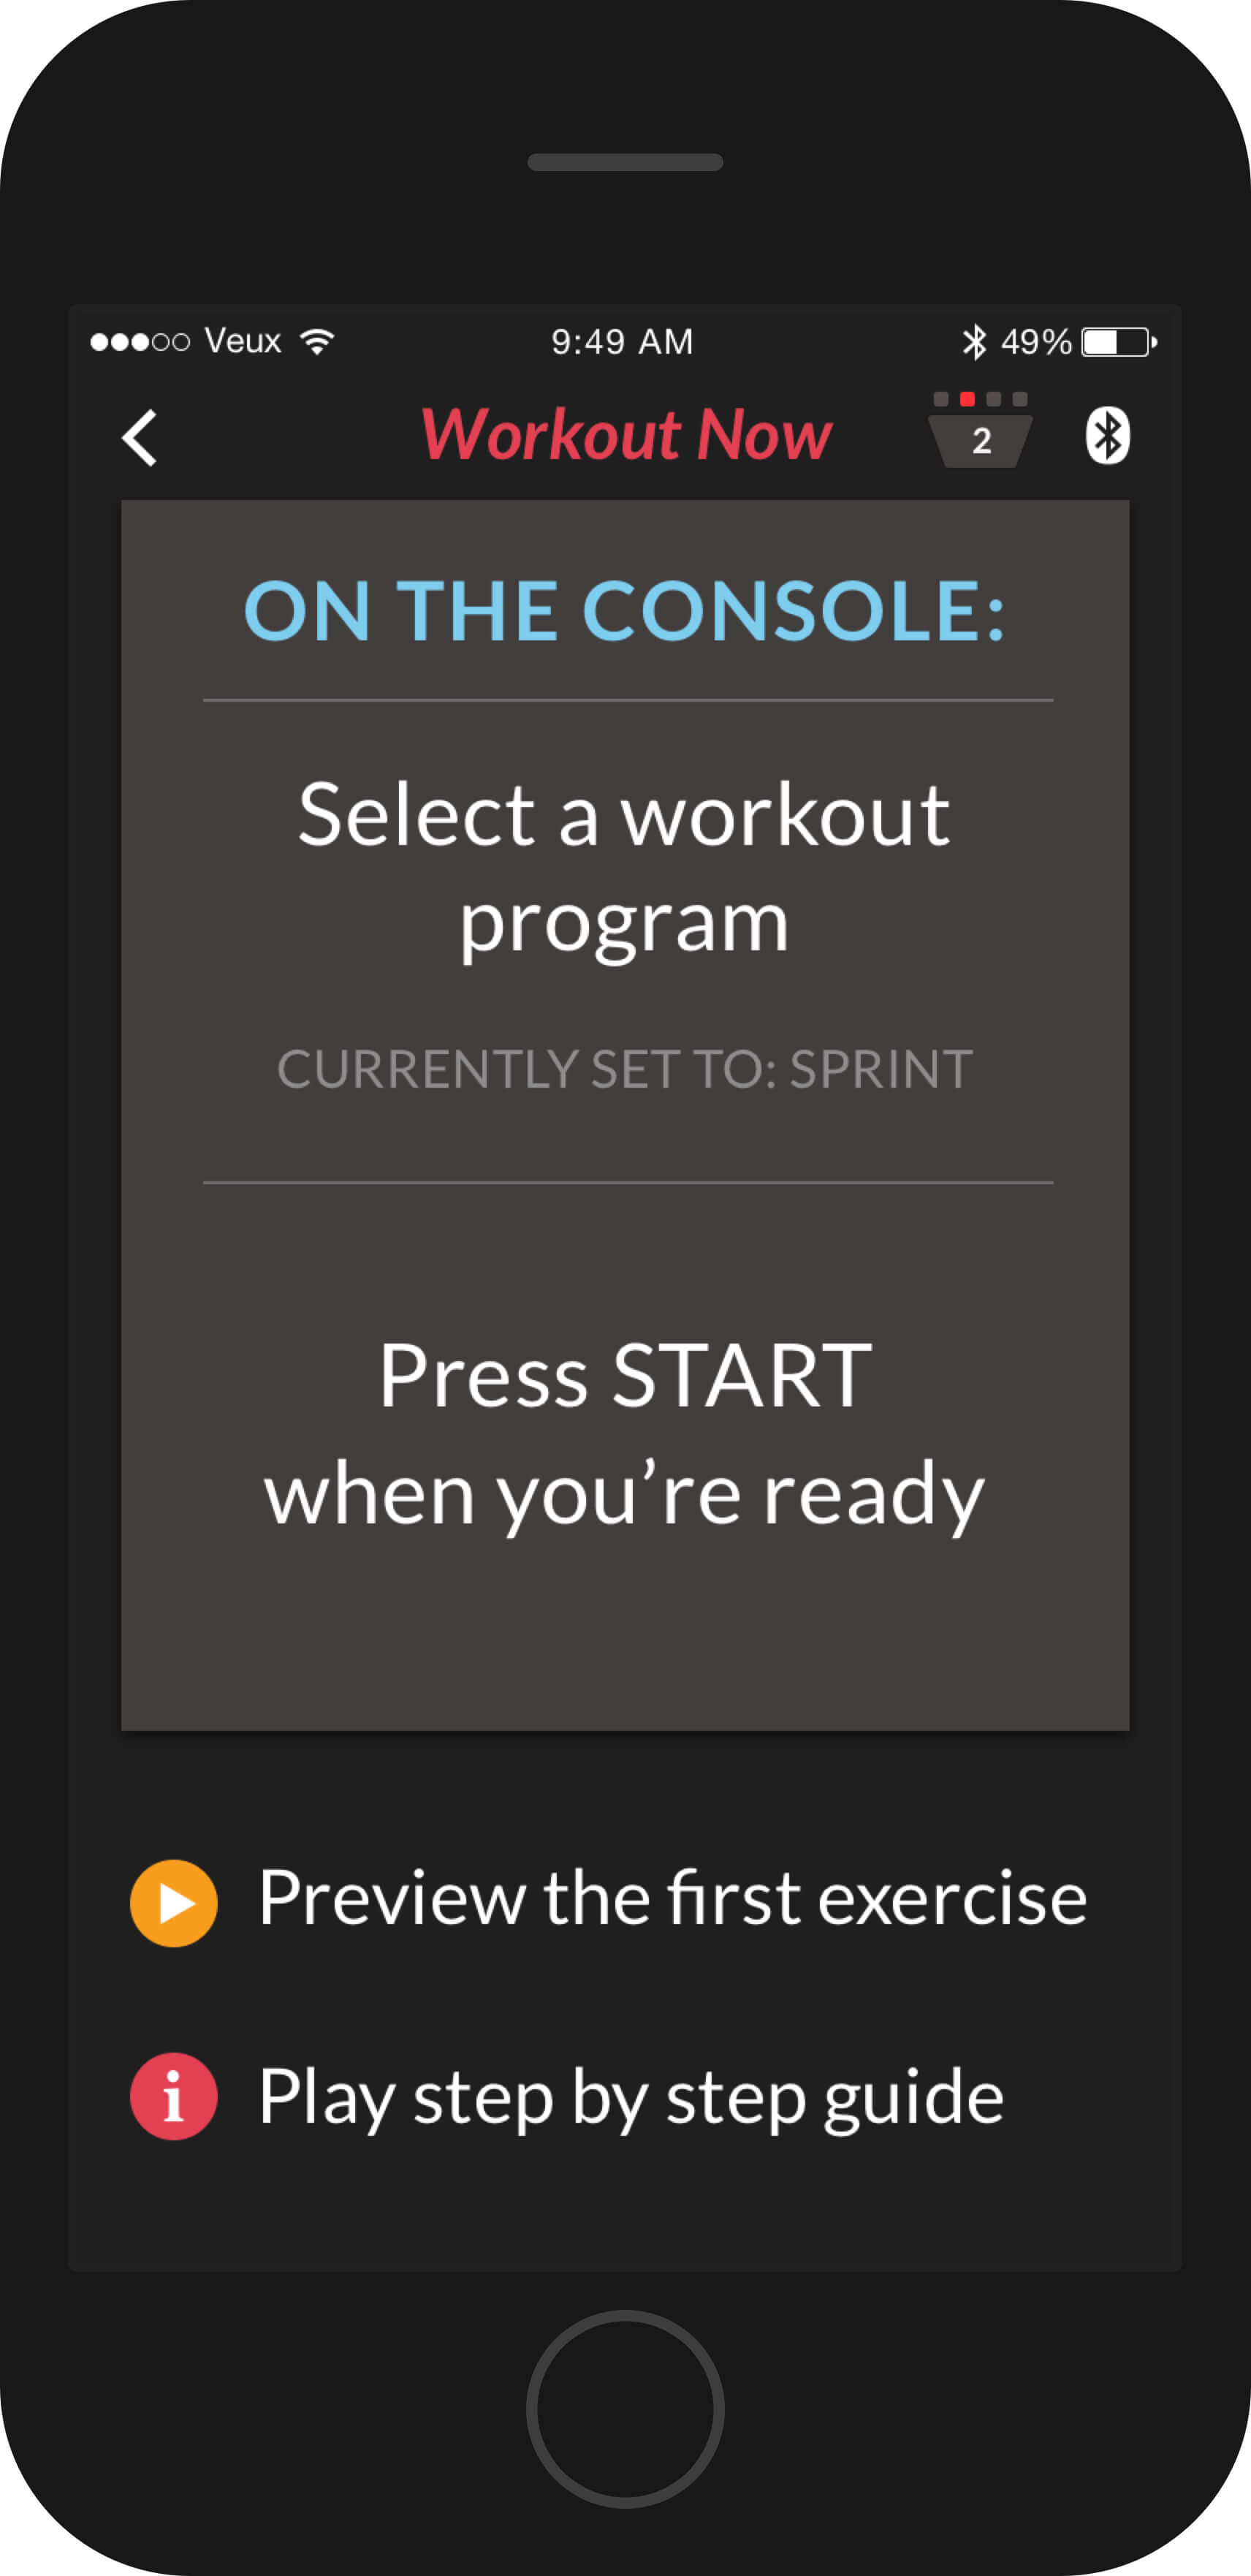 Veux 9:49 AM 49%
Workout Now 2
ON THE CONSOLE:
Select a workout
program
CURRENTLY SET TO: SPRINT
Press START
when you’re ready
Preview the first exercise
i Play step by step guide